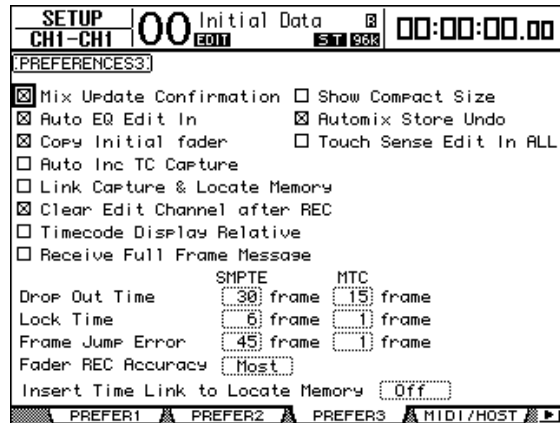 SETUP
CH1-CH1
00 Initial Data
EDIT ST 96k
00:00:00.00
PREFERENCES3
Mix Update Confirmation
Show Compact Size
Auto EQ Edit In
Automix Store Undo
Copy Initial fader
Touch Sense Edit In ALL
Auto Inc TC Capture
Link Capture & Locate Memory
Clear Edit Channel after REC
Timecode Display Relative
Receive Full Frame Message
SMPTE MTC
Drop Out Time 30 frame 15 frame
Lock Time 6 frame 1 frame
Frame Jump Error 45 frame 1 frame
Fader REC Accuracy Most
Insert Time Link to Locate Memory Off
PREFER1 PREFER2 PREFER3 MIDI/HOST